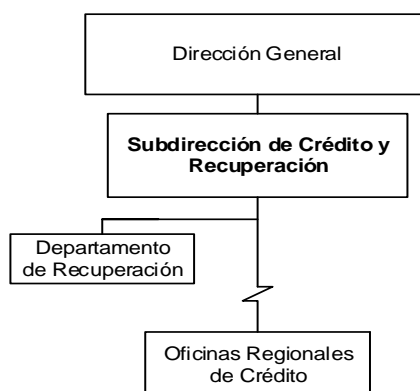 Dirección General
Subdirección de Crédito y
Recuperación
Departamento
de Recuperación
Oficinas Regionales
de Crédito